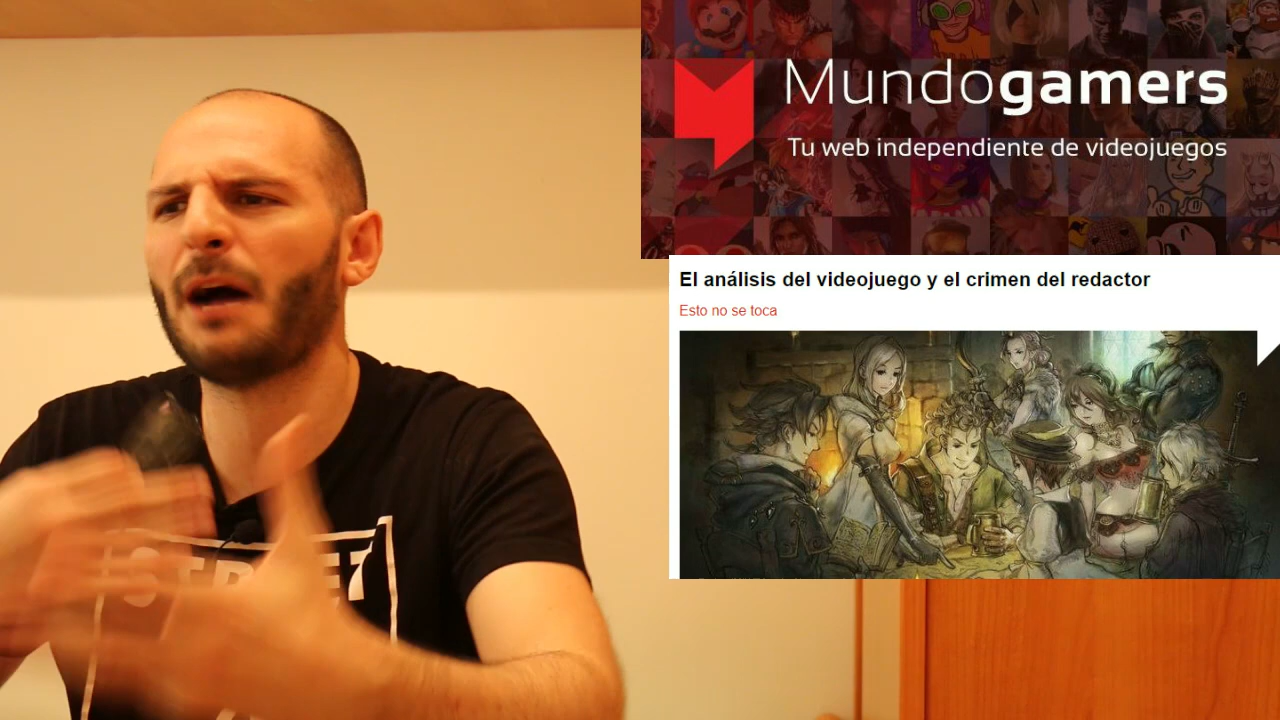 Mundogamers
Tu web independiente de videojuegos
El análisis del videojuego y el crimen del redactor
Esto no se toca